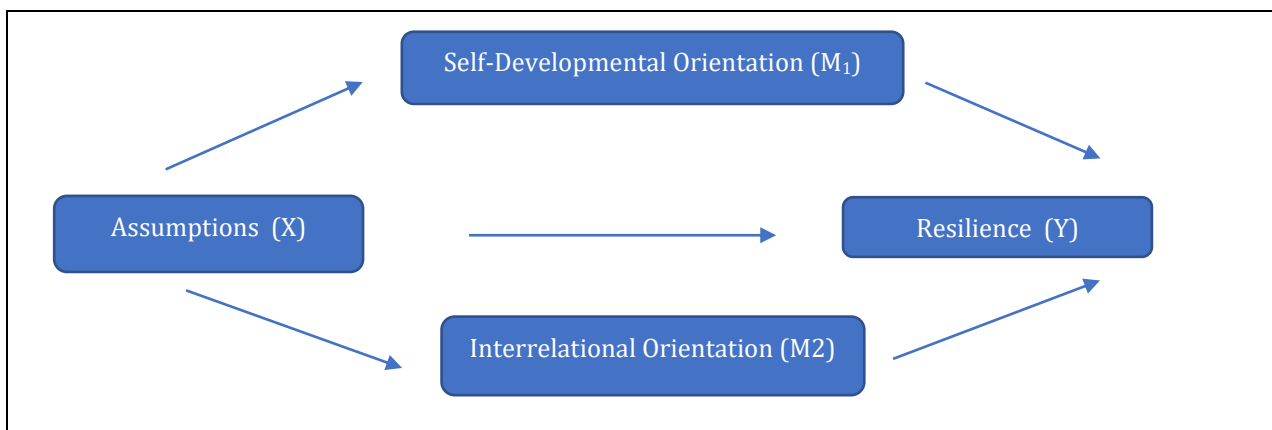 Self-Developmental Orientation (M₁)
Assumptions (X)
Resilience (Y)
Interrelational Orientation (M2)